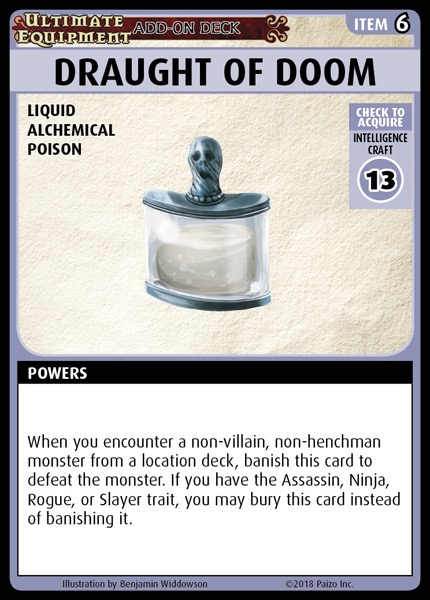 Ultimate Equipment ADD-ON DECK
ITEM 6
DRAUGHT OF DOOM
LIQUID
ALCHEMICAL
POISON
CHECK TO
ACQUIRE
INTELLIGENCE
CRAFT
13
POWERS
When you encounter a non-villain, non-henchman
monster from a location deck, banish this card to
defeat the monster. If you have the Assassin, Ninja,
Rogue, or Slayer trait, you may bury this card instead
of banishing it.
Illustration by Benjamin Widdowson
©2018 Paizo Inc.